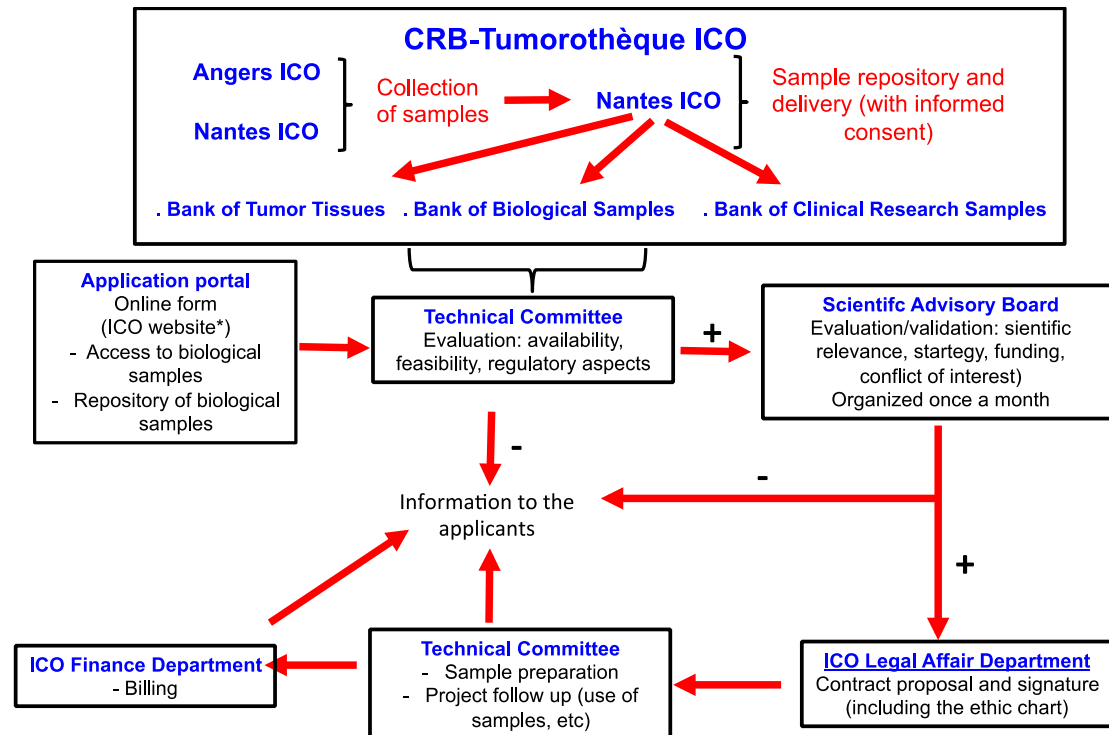 CRB-Tumorothèque ICO
Angers ICO
Nantes ICO
Collection
of samples
Nantes ICO
Sample repository and
delivery (with informed
consent)
. Bank of Tumor Tissues
. Bank of Biological Samples
. Bank of Clinical Research Samples
Application portal
Online form
(ICO website*)
- Access to biological
samples
- Repository of biological
samples
Technical Committee
Evaluation: availability,
feasibility, regulatory aspects
+
Scientifc Advisory Board
Evaluation/validation: sientific
relevance, startegy, funding,
conflict of interest)
Organized once a month
-
-
Information to the
applicants
+
ICO Finance Department
- Billing
Technical Committee
- Sample preparation
- Project follow up (use of
samples, etc)
ICO Legal Affair Department
Contract proposal and signature
(including the ethic chart)